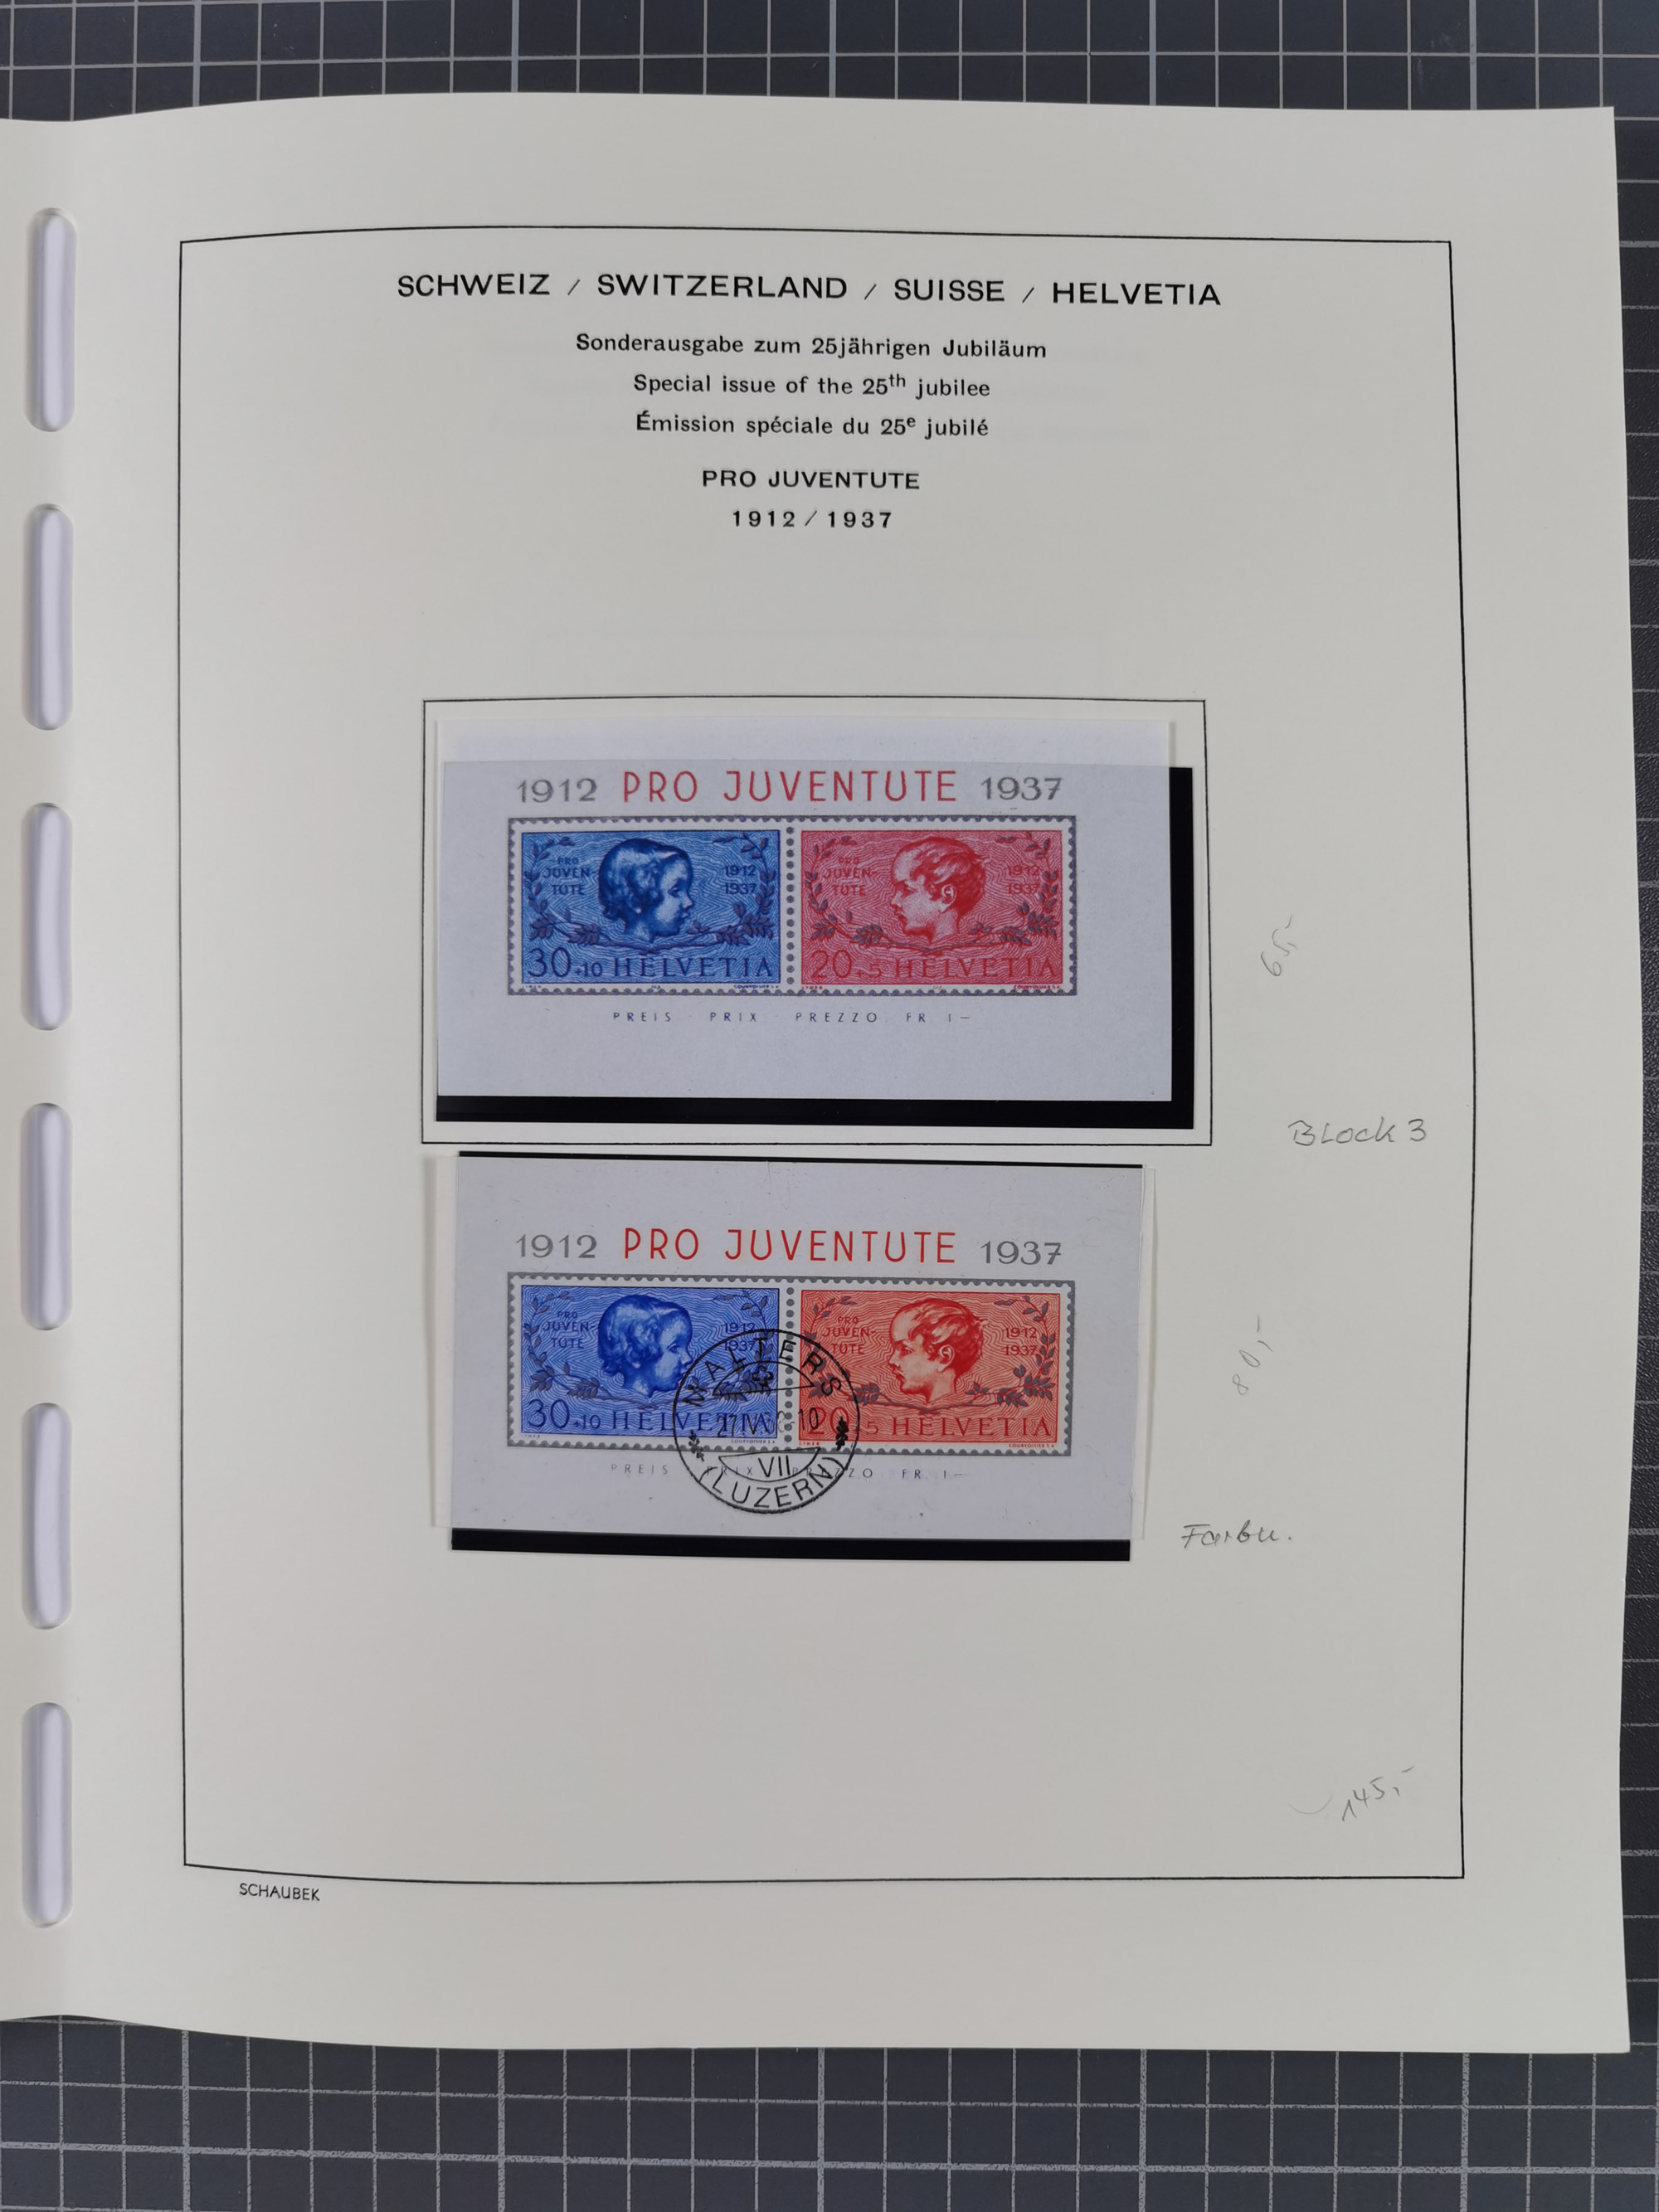 SCHWEIZ / SWITZERLAND / SUISSE / HELVETIA
Sonderausgabe zum 25jährigen Jubiläum
Special issue of the 25th jubilee
Émission spéciale du 25e jubilé
PRO JUVENTUTE
1912 / 1937
1912 PRO JUVENTUTE 1937
PRO
JUVEN-
TUTE
1912
1937
30+10 HELVETIA
COURVOISIER S.A.
PRO
JUVEN-
TUTE
1912
1937
20+5 HELVETIA
COURVOISIER S.A.
PREIS PRIX PREZZO FR. 1—
65,-
Block 3
1912 PRO JUVENTUTE 1937
PRO
JUVEN-
TUTE
1912
1937
30+10 HELVETIA
COURVOISIER S.A.
PRO
JUVEN-
TUTE
1912
1937
20+5 HELVETIA
COURVOISIER S.A.
PREIS PRIX PREZZO FR. 1—
MALTERS
VII
(LUZERN)
80,-
145,-
SCHAUBEK